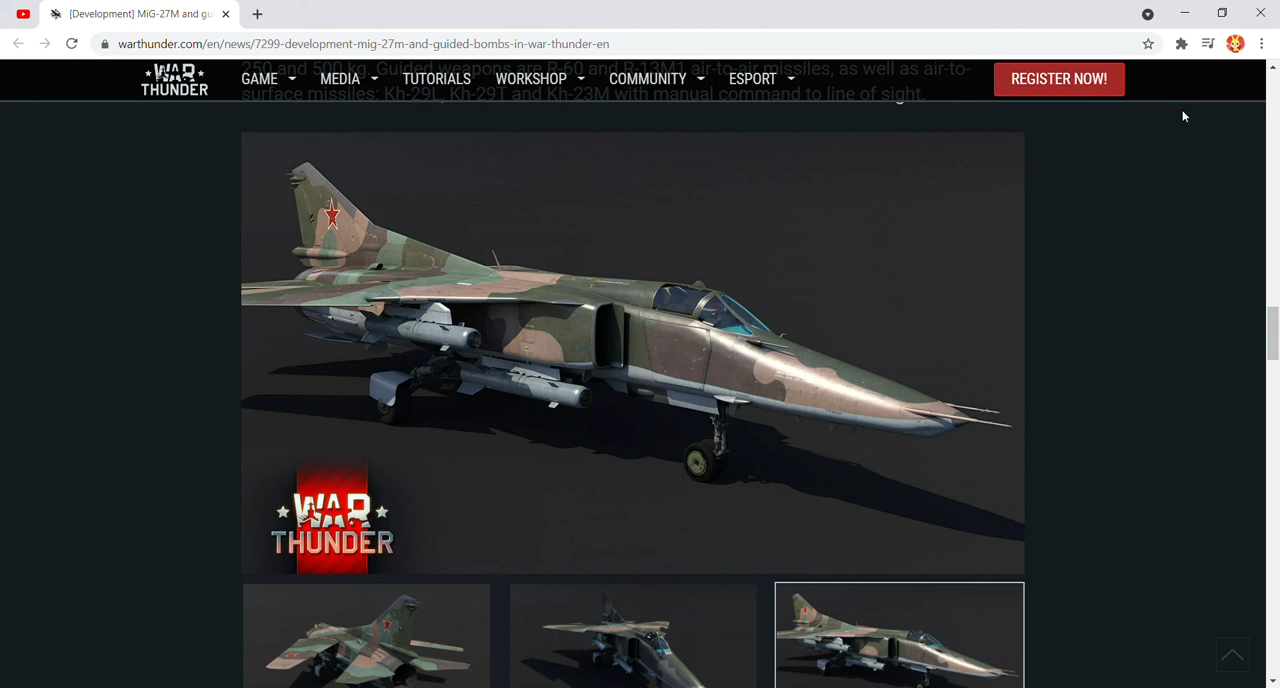 [Development] MiG-27M and gu
warthunder.com/en/news/7299-development-mig-27m-and-guided-bombs-in-war-thunder-en
250 and 500 kg. Guided weapons are R-60 and R-13M1 air-to-air missiles, as well as air-to-
WAR THUNDER
GAME MEDIA TUTORIALS WORKSHOP COMMUNITY ESPORT REGISTER NOW!
surface missiles: Kh-29L, Kh-29T and Kh-23M with manual command to line of sight.
WAR
THUNDER